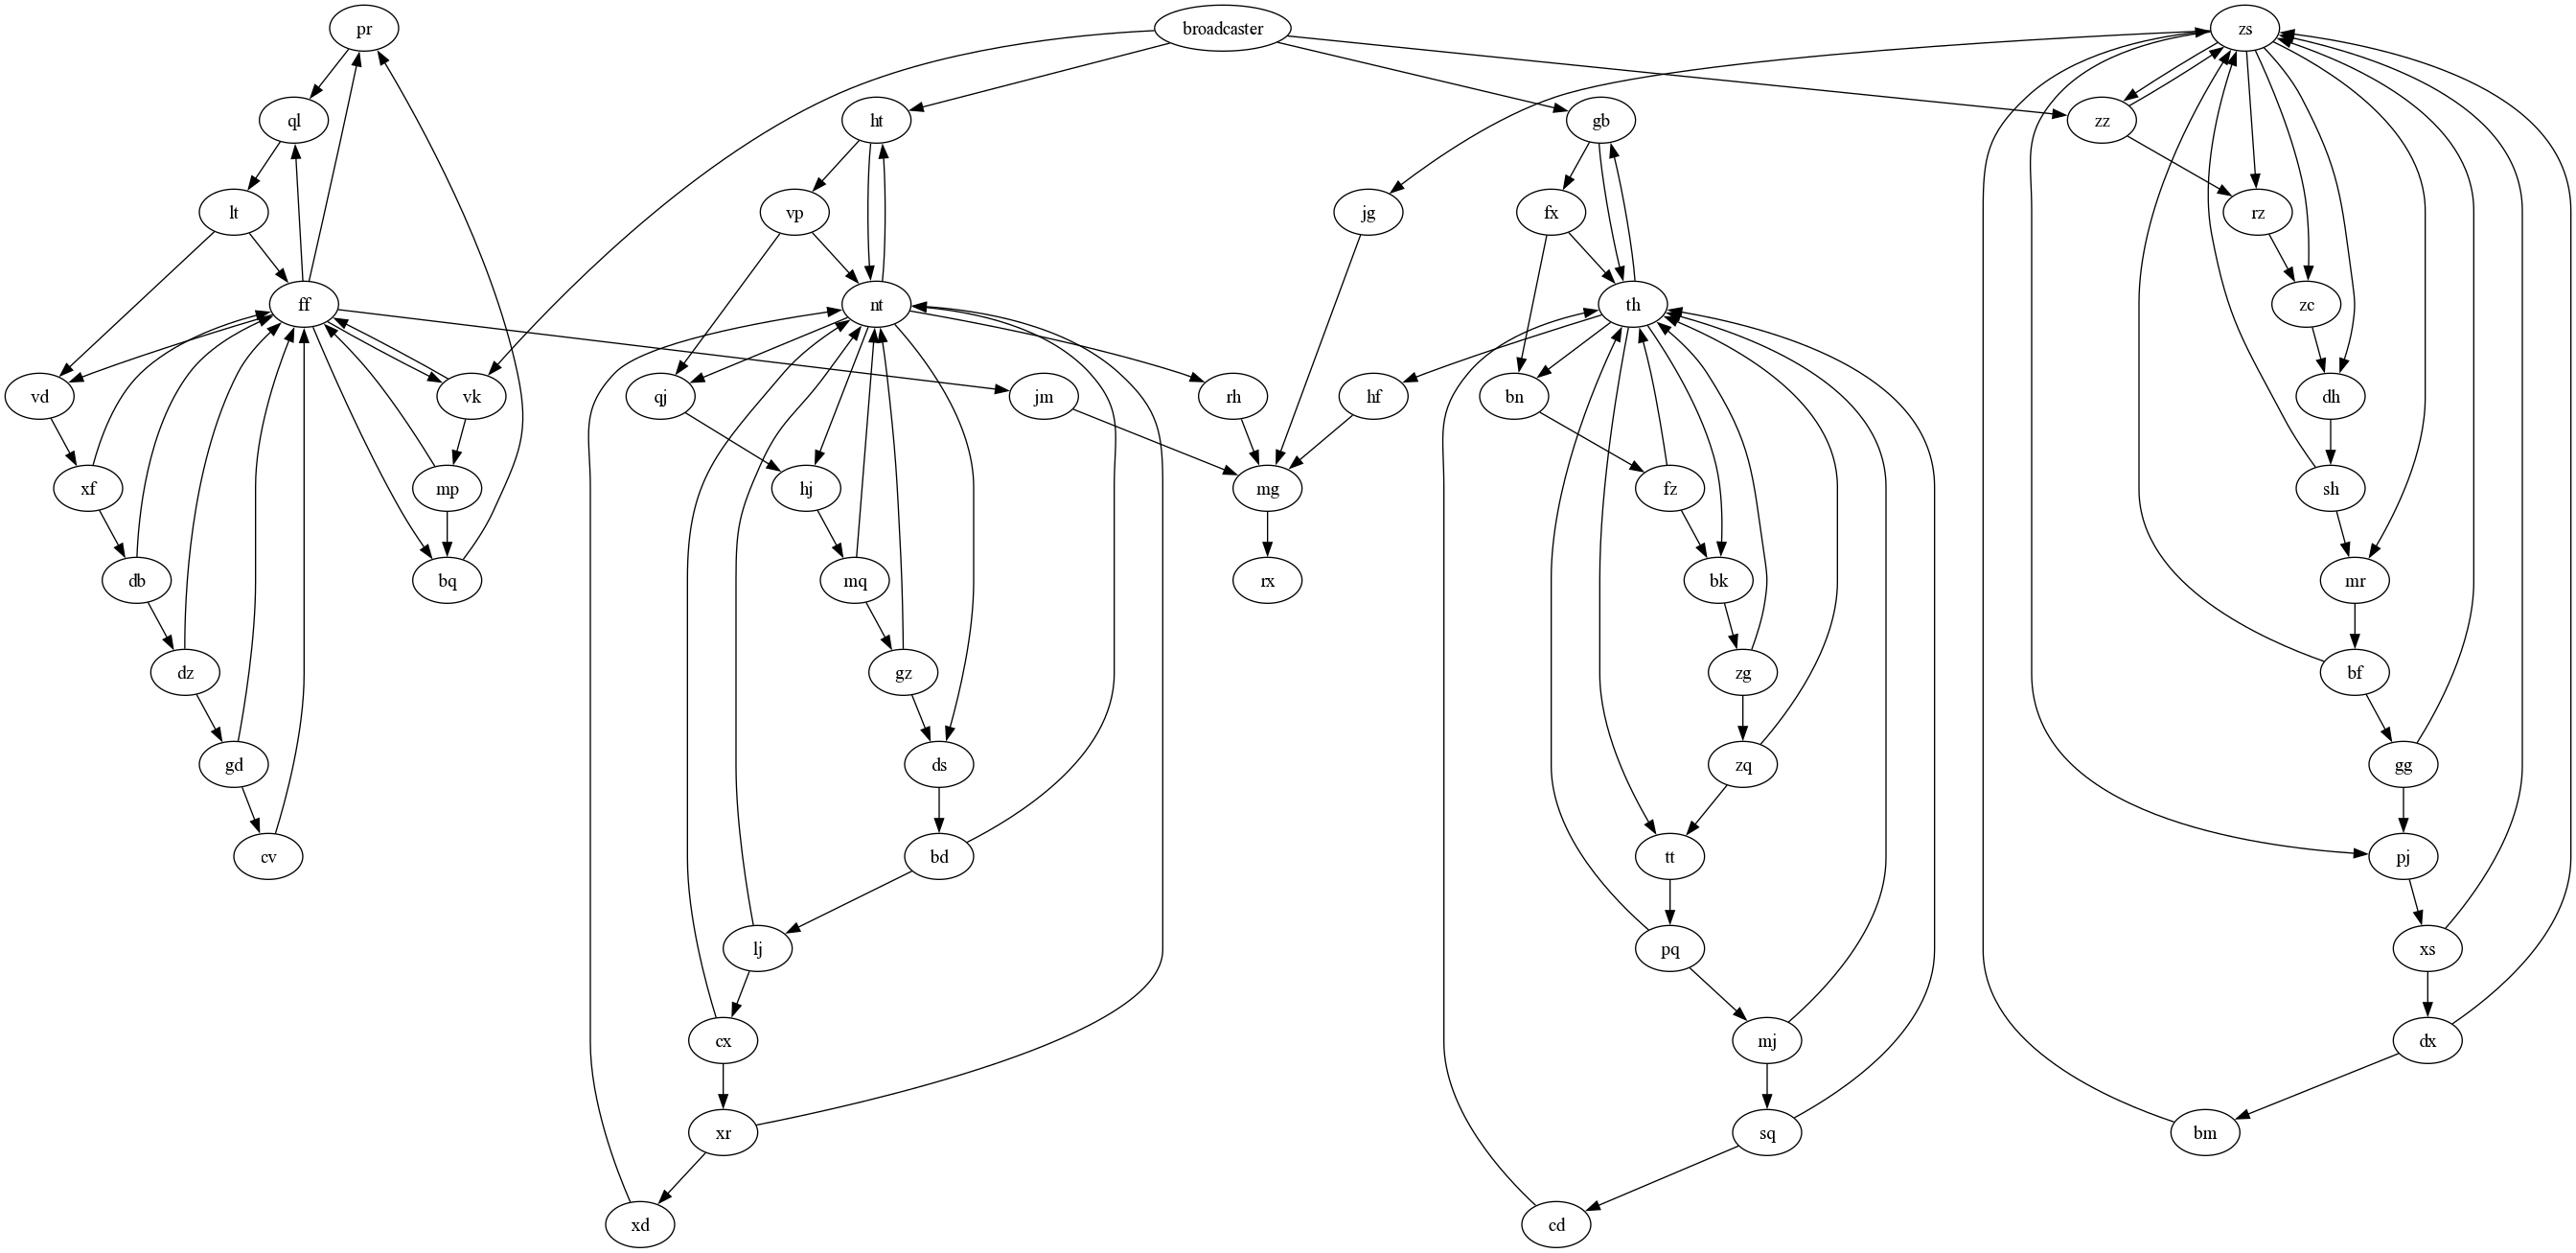 pr
broadcaster
zs
ql
ht
gb
zz
lt
vp
jg
fx
rz
ff
nt
th
zc
vd
vk
qj
jm
rh
hf
bn
dh
xf
mp
hj
mg
fz
sh
db
bq
mq
rx
bk
mr
dz
gz
zg
bf
gd
ds
zq
gg
cv
bd
tt
pj
lj
pq
xs
cx
mj
dx
xr
sq
bm
xd
cd